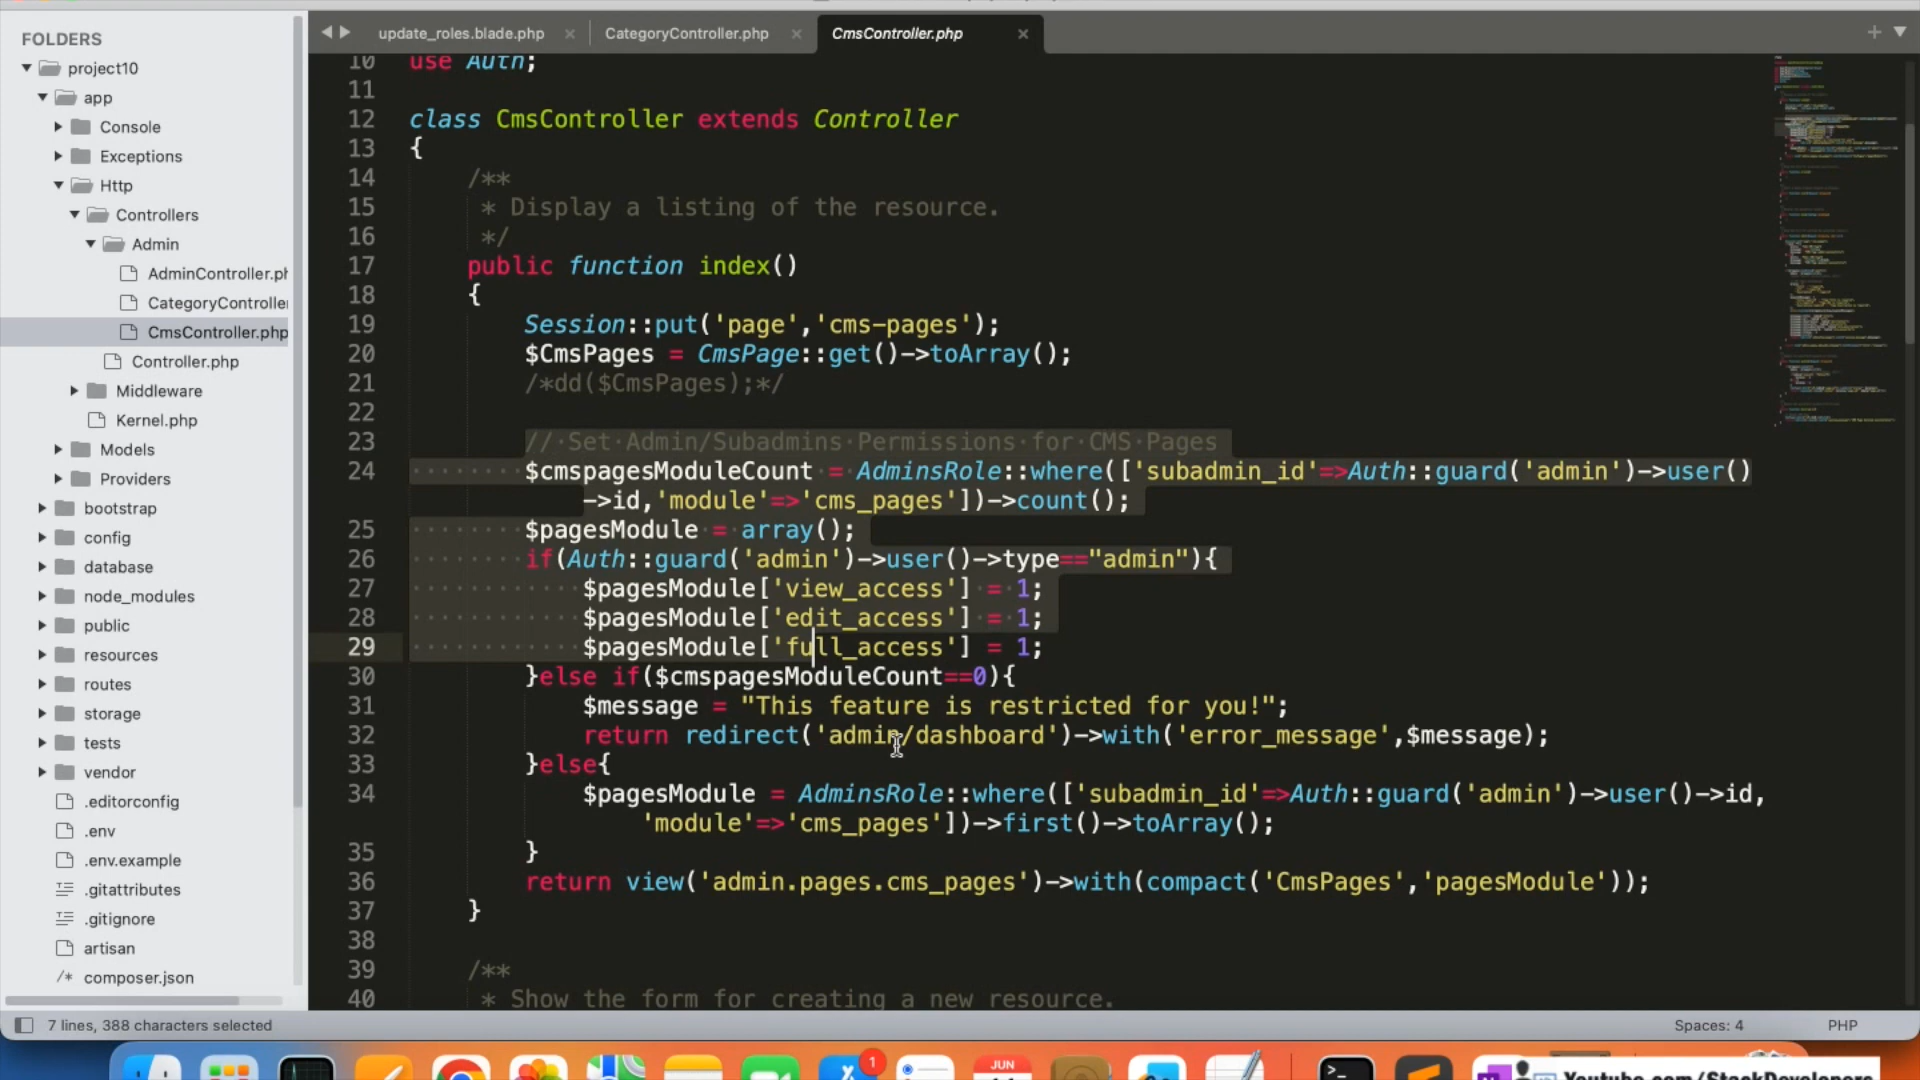 FOLDERS
project10
app
Console
Exceptions
Http
Controllers
Admin
AdminController.ph
CategoryController
CmsController.php
Controller.php
Middleware
Kernel.php
Models
Providers
bootstrap
config
database
node_modules
public
resources
routes
storage
tests
vendor
.editorconfig
.env
.env.example
.gitattributes
.gitignore
artisan
/* composer.json
update_roles.blade.php × CategoryController.php × CmsController.php ×
10 use Auth;
11
12 class CmsController extends Controller
13 {
14 /**
15 * Display a listing of the resource.
16 */
17 public function index()
18 {
19 Session::put('page','cms-pages');
20 $CmsPages = CmsPage::get()->toArray();
21 /*dd($CmsPages);*/
22
23 // Set Admin/Subadmins Permissions for CMS Pages
24 $cmspagesModuleCount = AdminsRole::where(['subadmin_id'=>Auth::guard('admin')->user()
->id,'module'=>'cms_pages'])->count();
25 $pagesModule = array();
26 if(Auth::guard('admin')->user()->type=="admin"){
27 $pagesModule['view_access'] = 1;
28 $pagesModule['edit_access'] = 1;
29 $pagesModule['full_access'] = 1;
30 }else if($cmspagesModuleCount==0){
31 $message = "This feature is restricted for you!";
32 return redirect('admin/dashboard')->with('error_message',$message);
33 }else{
34 $pagesModule = AdminsRole::where(['subadmin_id'=>Auth::guard('admin')->user()->id,
'module'=>'cms_pages'])->first()->toArray();
35 }
36 return view('admin.pages.cms_pages')->with(compact('CmsPages','pagesModule'));
37 }
38
39 /**
40 * Show the form for creating a new resource.
7 lines, 388 characters selected
Spaces: 4
PHP
1
JUN
>_
Youtube.com/StackDevelopers